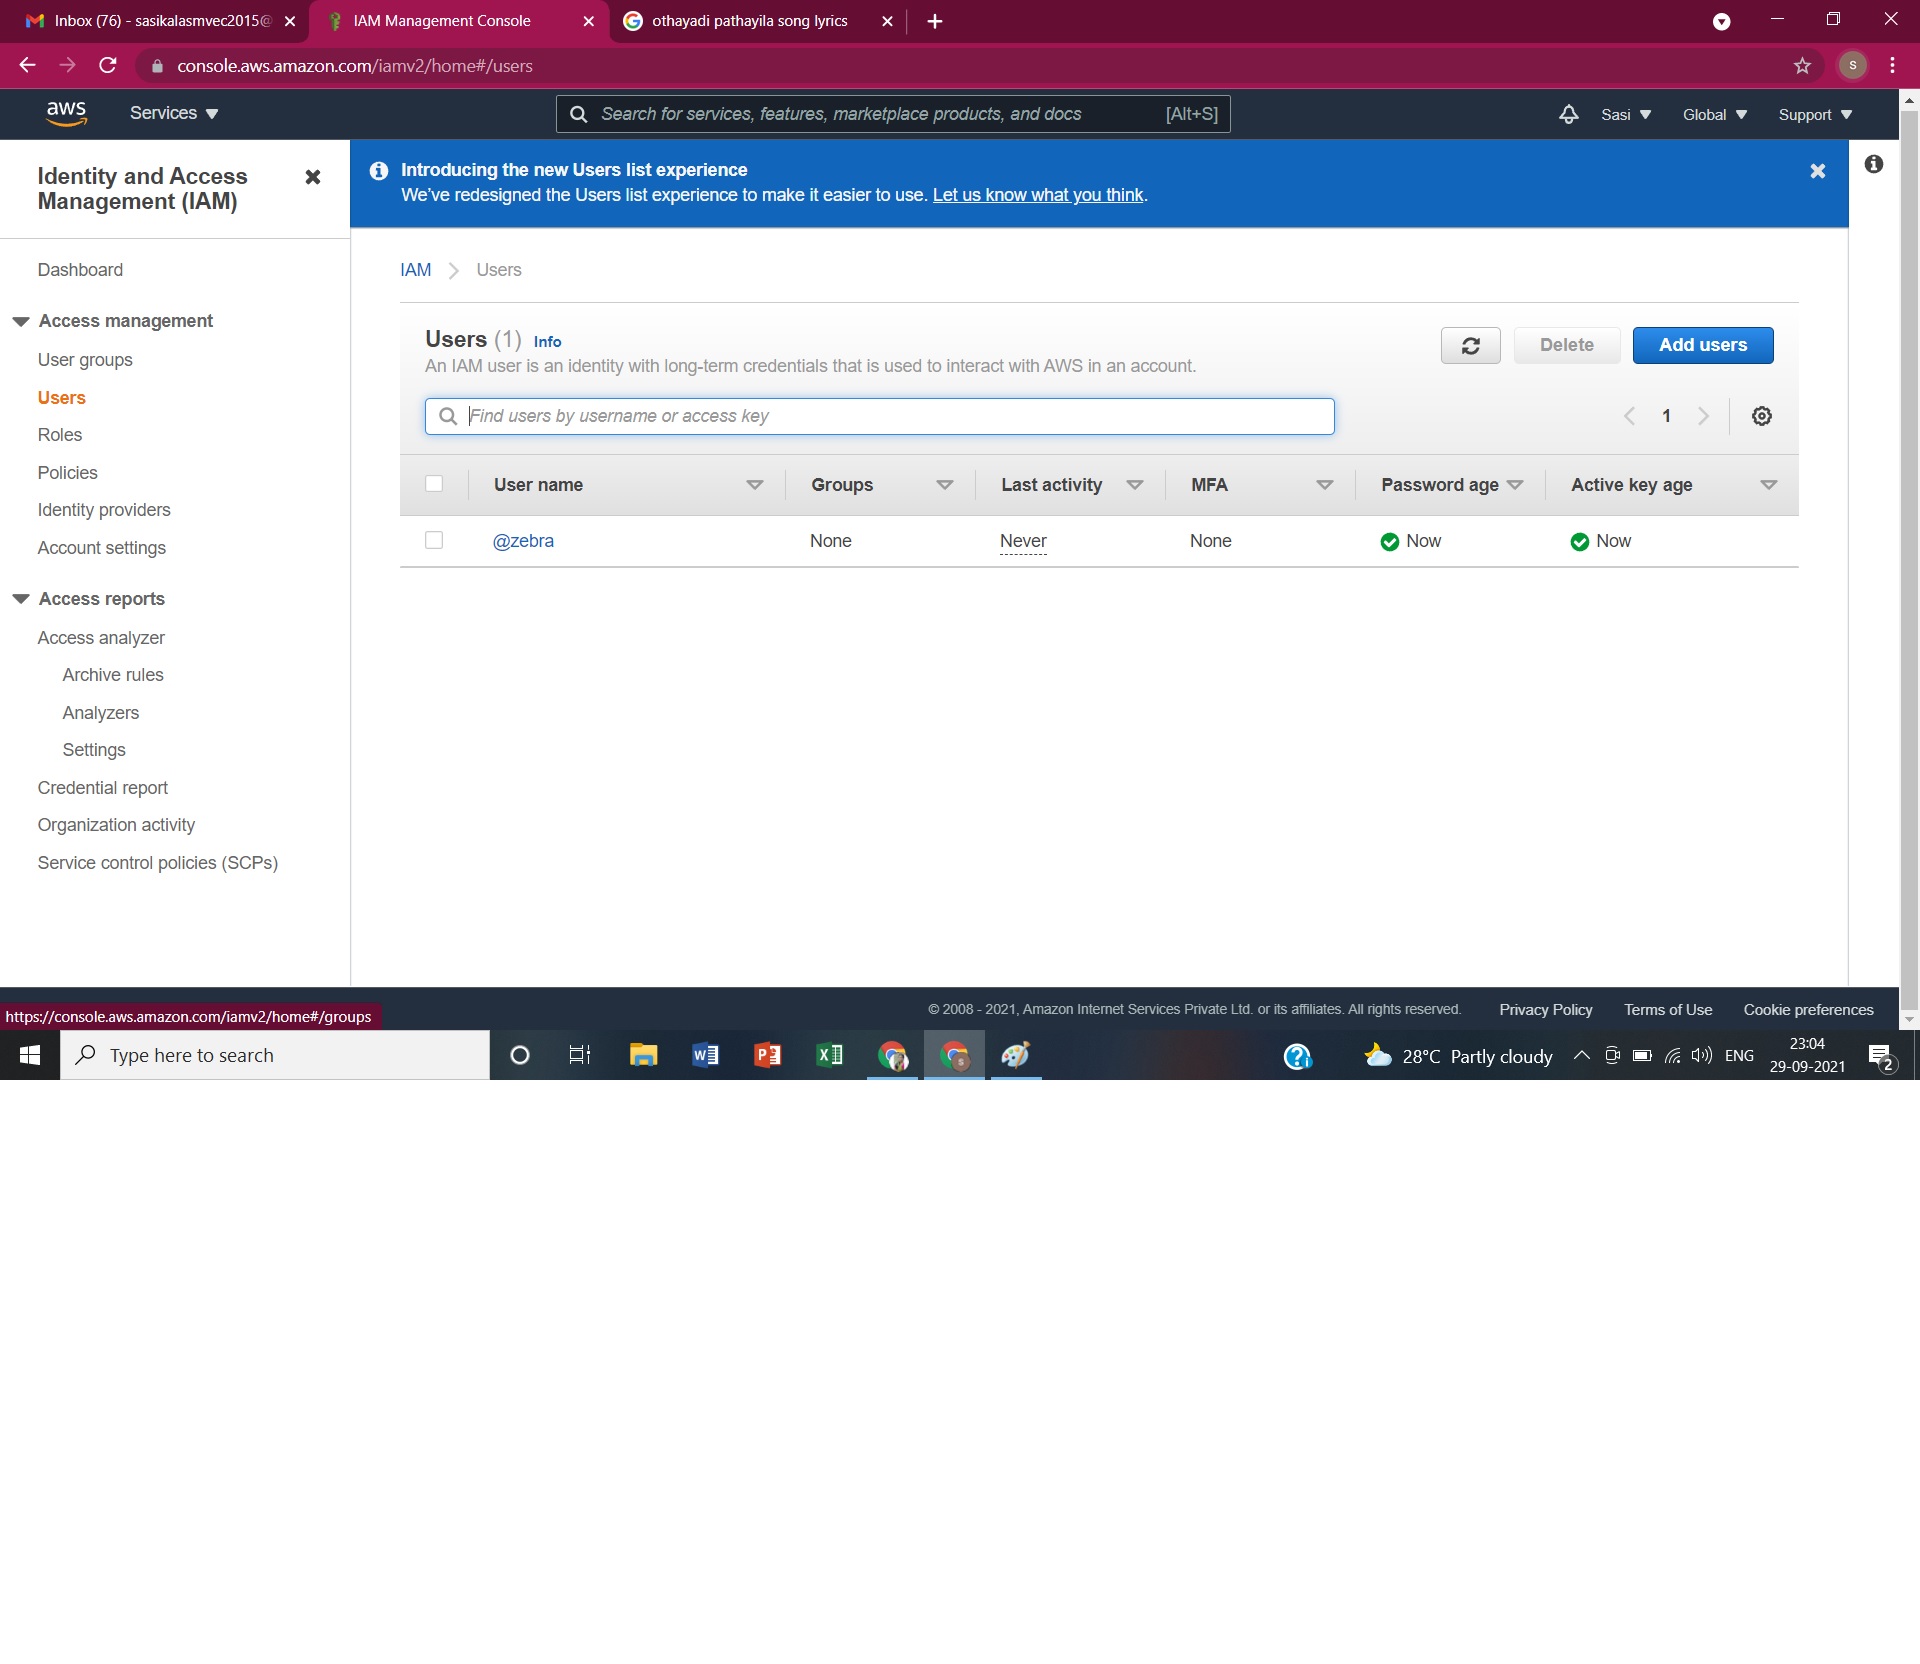 Inbox (76) - sasikalasmvec2015@
IAM Management Console
othayadi pathayila song lyrics
console.aws.amazon.com/iamv2/home#/users
S
aws
Services
Search for services, features, marketplace products, and docs [Alt+S]
Sasi
Global
Support
Identity and Access
Management (IAM)
Introducing the new Users list experience
We've redesigned the Users list experience to make it easier to use. Let us know what you think.
Dashboard
Access management
User groups
Users
Roles
Policies
Identity providers
Account settings
Access reports
Access analyzer
Archive rules
Analyzers
Settings
Credential report
Organization activity
Service control policies (SCPs)
IAM > Users
Users (1) Info
An IAM user is an identity with long-term credentials that is used to interact with AWS in an account.
Delete
Add users
Find users by username or access key
1
User name Groups Last activity MFA Password age Active key age
@zebra None Never None Now Now
https://console.aws.amazon.com/iamv2/home#/groups
© 2008 - 2021, Amazon Internet Services Private Ltd. or its affiliates. All rights reserved. Privacy Policy Terms of Use Cookie preferences
Type here to search
28°C Partly cloudy
ENG
23:04
29-09-2021
2